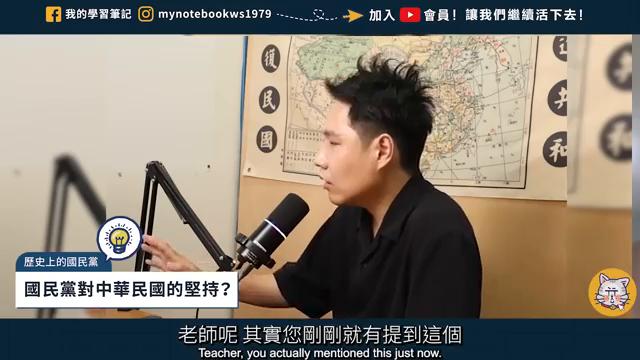 我的學習筆記 mynotebookws1979 加入 會員！ 讓我們繼續活下去！
復
民
國
共
和
歷史上的國民黨
國民黨對中華民國的堅持？
老師呢 其實您剛剛就有提到這個
Teacher, you actually mentioned this just now.